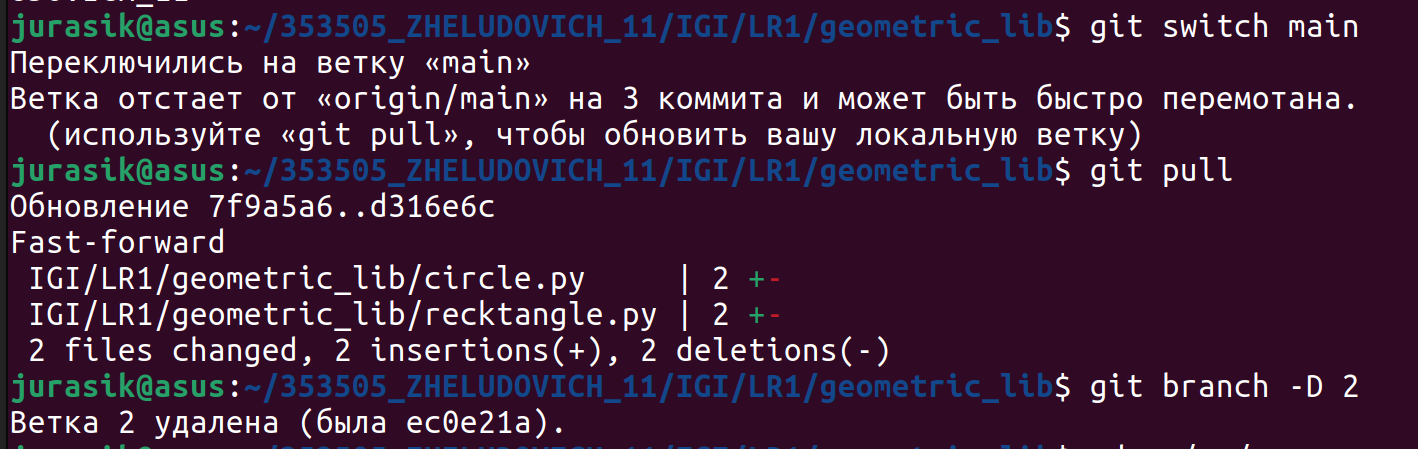 jurasik@asus:~/353505_ZHELUDOVICH_11/IGI/LR1/geometric_lib$ git switch main
Переключились на ветку «main»
Ветка отстает от «origin/main» на 3 коммита и может быть быстро перемотана.
  (используйте «git pull», чтобы обновить вашу локальную ветку)
jurasik@asus:~/353505_ZHELUDOVICH_11/IGI/LR1/geometric_lib$ git pull
Обновление 7f9a5a6..d316e6c
Fast-forward
 IGI/LR1/geometric_lib/circle.py     | 2 +-
 IGI/LR1/geometric_lib/recktangle.py | 2 +-
 2 files changed, 2 insertions(+), 2 deletions(-)
jurasik@asus:~/353505_ZHELUDOVICH_11/IGI/LR1/geometric_lib$ git branch -D 2
Ветка 2 удалена (была ec0e21a).